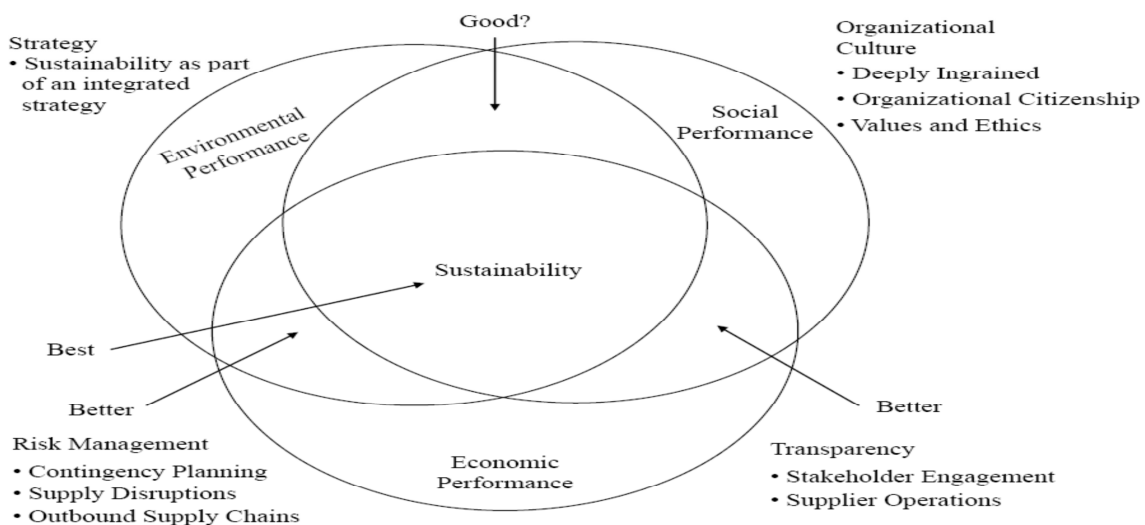 Good?
Strategy
• Sustainability as part
of an integrated
strategy
Organizational
Culture
• Deeply Ingrained
• Organizational Citizenship
• Values and Ethics
Environmental
Performance
Social
Performance
Sustainability
Best
Better
Better
Risk Management
• Contingency Planning
• Supply Disruptions
• Outbound Supply Chains
Economic
Performance
Transparency
• Stakeholder Engagement
• Supplier Operations